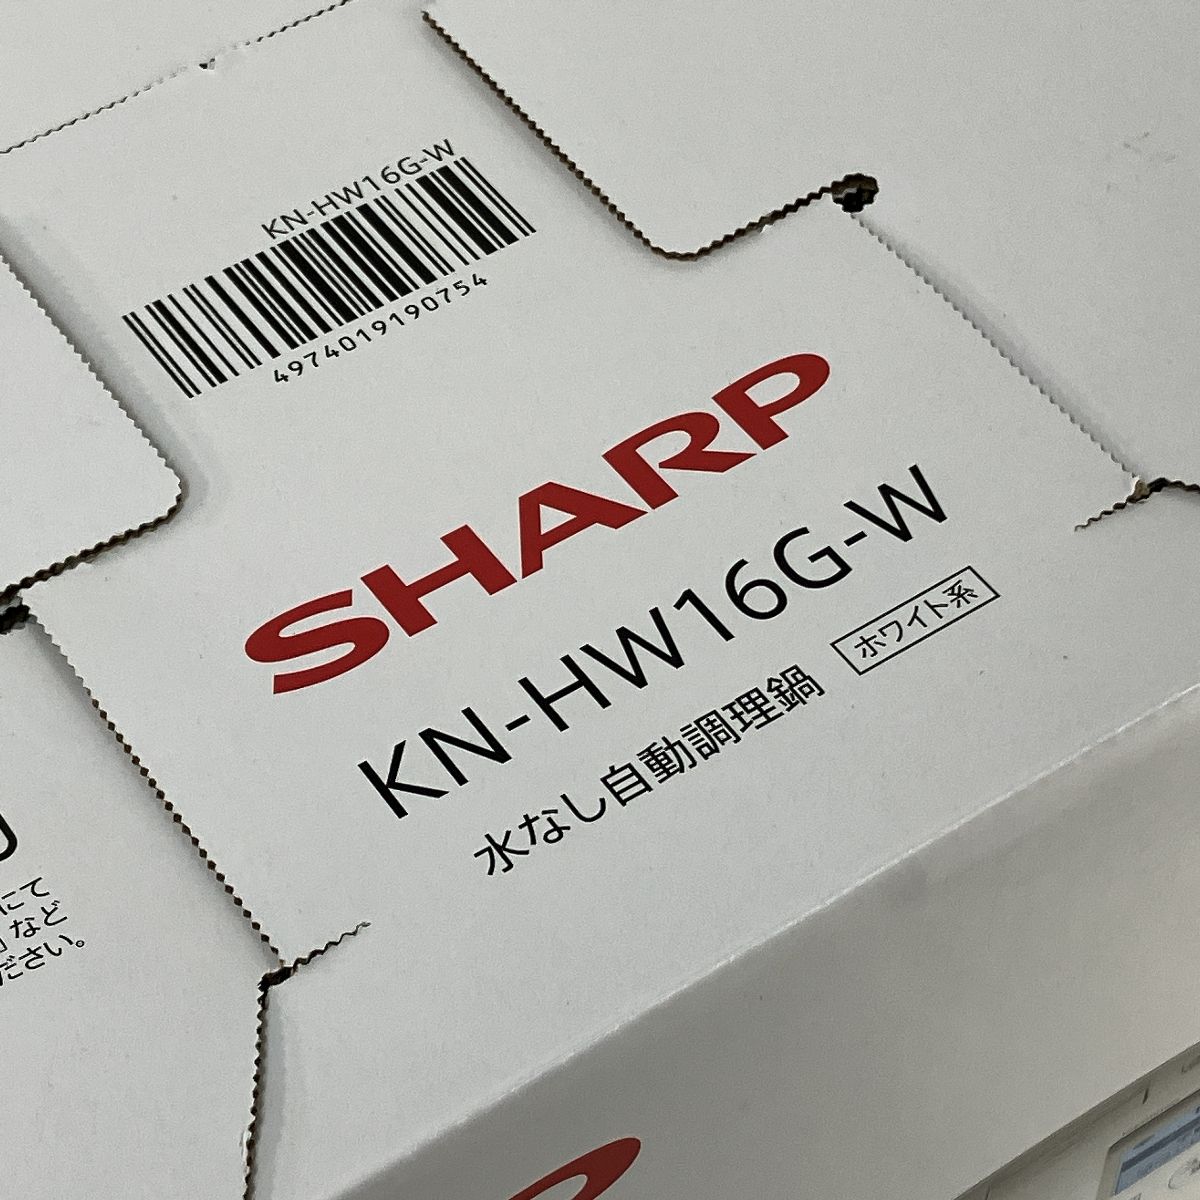 KN-HW16G-W
4974019190754
SHARP
KN-HW16G-W
水なし自動調理鍋 ホワイト系
にて
など
ださい。